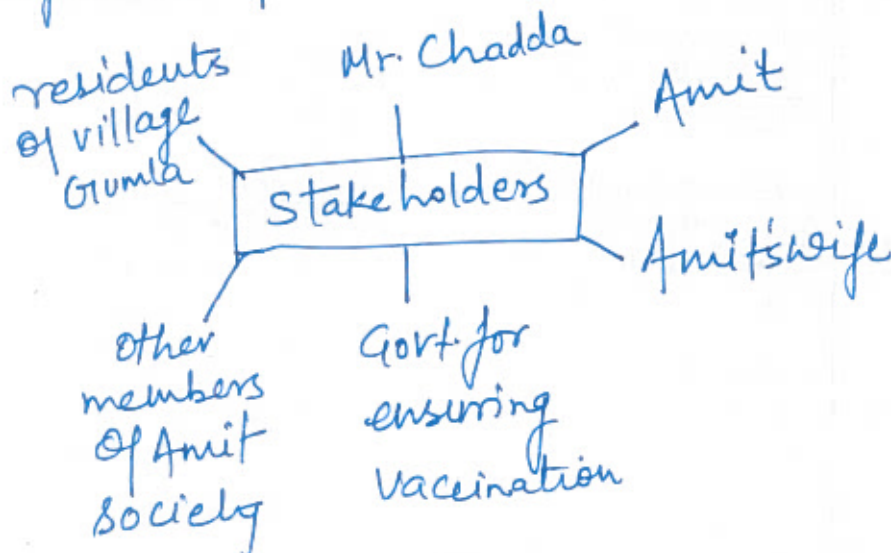 residents
of village
Gumla
Mr. Chadda
Amit
Stakeholders
Amit's wife
Other
members
Of Amit
society
Govt. for
ensuring
Vaccination